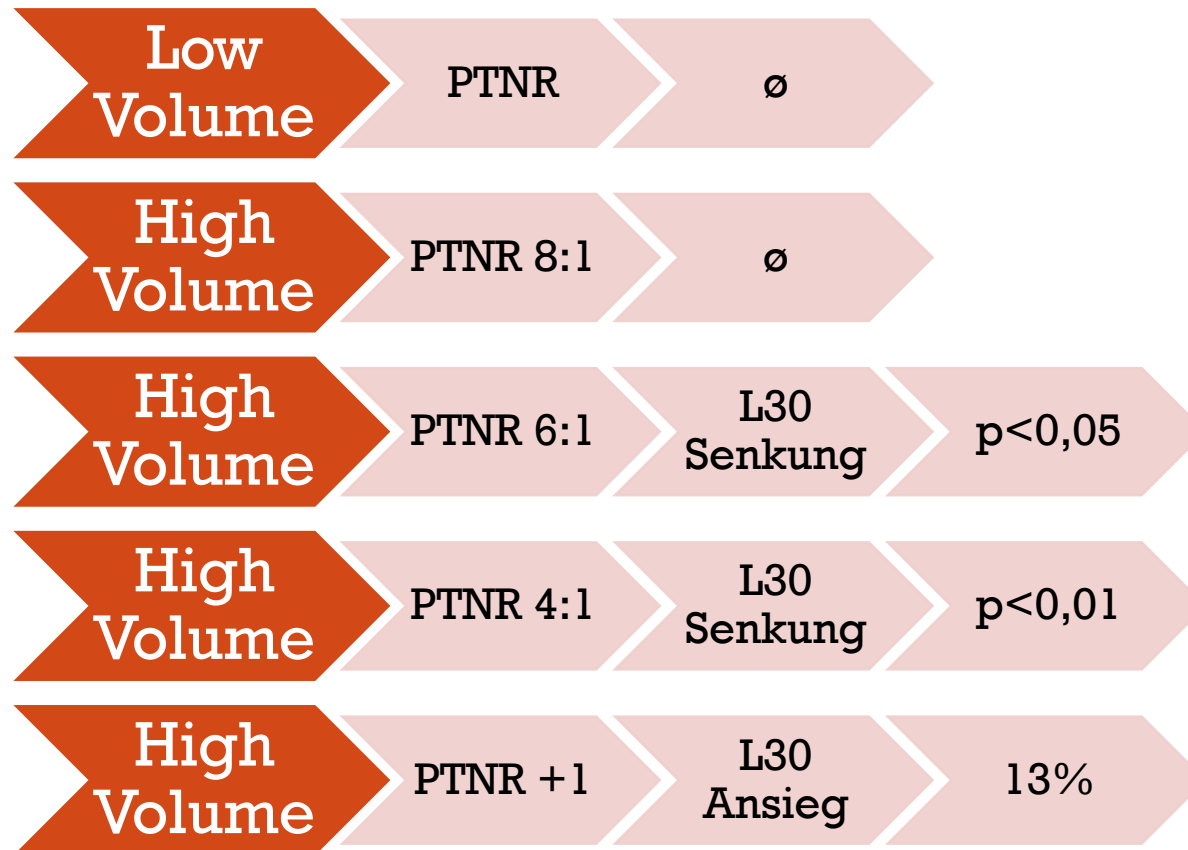 Low
Volume
PTNR
ø
High
Volume
PTNR 8:1
ø
High
Volume
PTNR 6:1
L30
Senkung
p<0,05
High
Volume
PTNR 4:1
L30
Senkung
p<0,01
High
Volume
PTNR +1
L30
Ansieg
13%